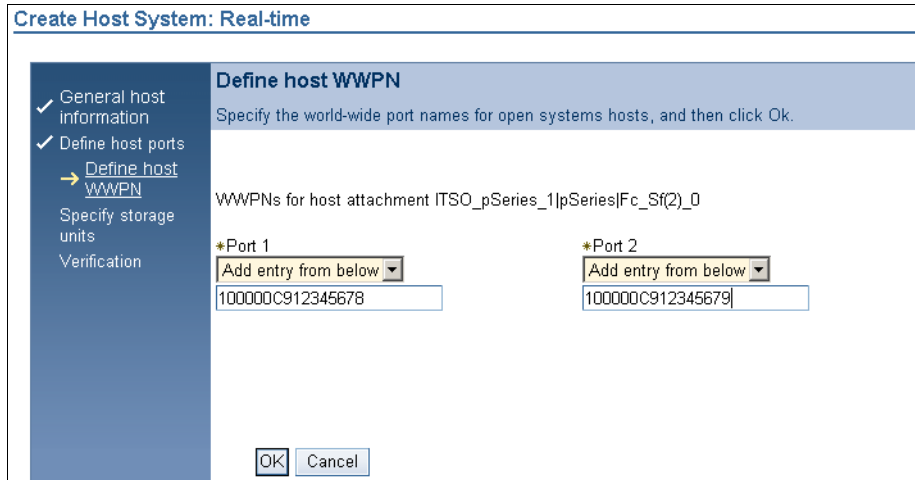 Create Host System: Real-time
General host
information
Define host ports
Define host
WWPN
Specify storage
units
Verification
Define host WWPN
Specify the world-wide port names for open systems hosts, and then click Ok.
WWPNs for host attachment ITSO_pSeries_1|pSeries|Fc_Sf(2)_0
*Port 1
Add entry from below
100000C912345678
*Port 2
Add entry from below
100000C912345679
OK
Cancel